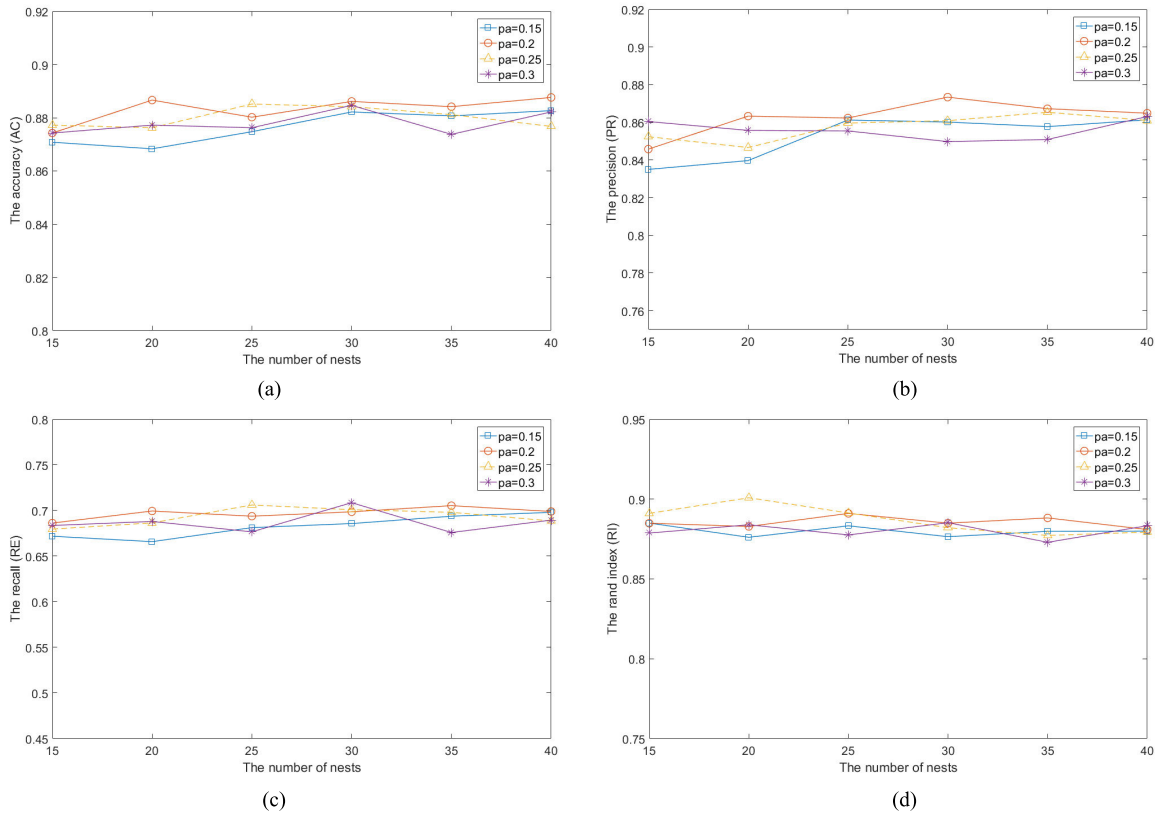 0.92
0.9
0.88
0.86
0.84
0.82
0.8
The accuracy (AC)
pa=0.15
pa=0.2
pa=0.25
pa=0.3
15 20 25 30 35 40
The number of nests
(a)
0.92
0.9
0.88
0.86
0.84
0.82
0.8
0.78
0.76
The precision (PR)
pa=0.15
pa=0.2
pa=0.25
pa=0.3
15 20 25 30 35 40
The number of nests
(b)
0.8
0.75
0.7
0.65
0.6
0.55
0.5
0.45
The recall (RE)
pa=0.15
pa=0.2
pa=0.25
pa=0.3
15 20 25 30 35 40
The number of nests
(c)
0.95
0.9
0.85
0.8
0.75
The rand index (RI)
pa=0.15
pa=0.2
pa=0.25
pa=0.3
15 20 25 30 35 40
The number of nests
(d)